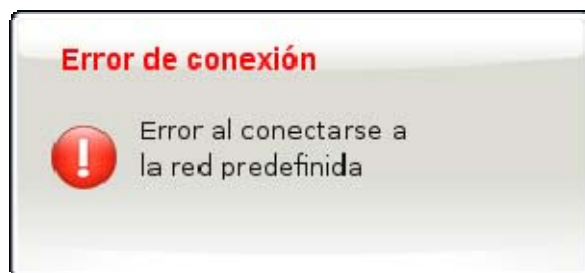 Error de conexión
Error al conectarse a
la red predefinida